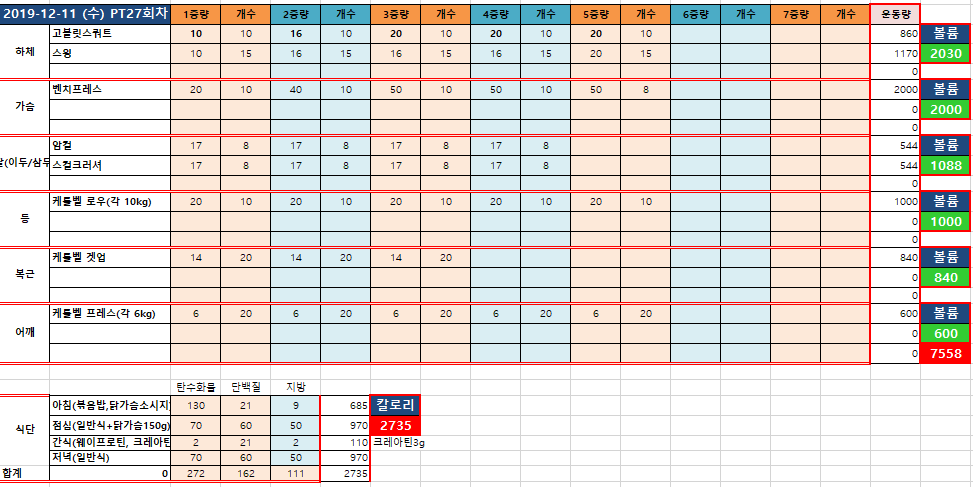 2019-12-11 (수) PT27회차 1중량 개수 2중량 개수 3중량 개수 4중량 개수 5중량 개수 6중량 개수 7중량 개수 운동량
하체 고블릿스쿼트 10 10 16 10 20 10 20 10 20 10 860 볼륨
스윙 10 15 16 15 16 15 16 15 20 15 1170 2030
0
가슴 벤치프레스 20 10 40 10 50 10 50 10 50 8 2000 볼륨
0 2000
0
팔(이두/삼두 암컬 17 8 17 8 17 8 17 8 544 볼륨
스컬크러셔 17 8 17 8 17 8 17 8 544 1088
0
등 케틀벨 로우(각 10kg) 20 10 20 10 20 10 20 10 20 10 1000 볼륨
0 1000
0
복근 케틀벨 겟업 14 20 14 20 14 20 840 볼륨
0 840
0
어깨 케틀벨 프레스(각 6kg) 6 20 6 20 6 20 6 20 6 20 600 볼륨
0 600
0 7558
탄수화율 단백질 지방
식단 아침(볶음밥,닭가슴소시지 130 21 9 685 칼로리
점심(일반식+닭가슴150g) 70 60 50 970 2735
간식(웨이프로틴, 크레아틴 2 21 2 110 크레아틴3g
저녁(일반식) 70 60 50 970
합계 0 272 162 111 2735